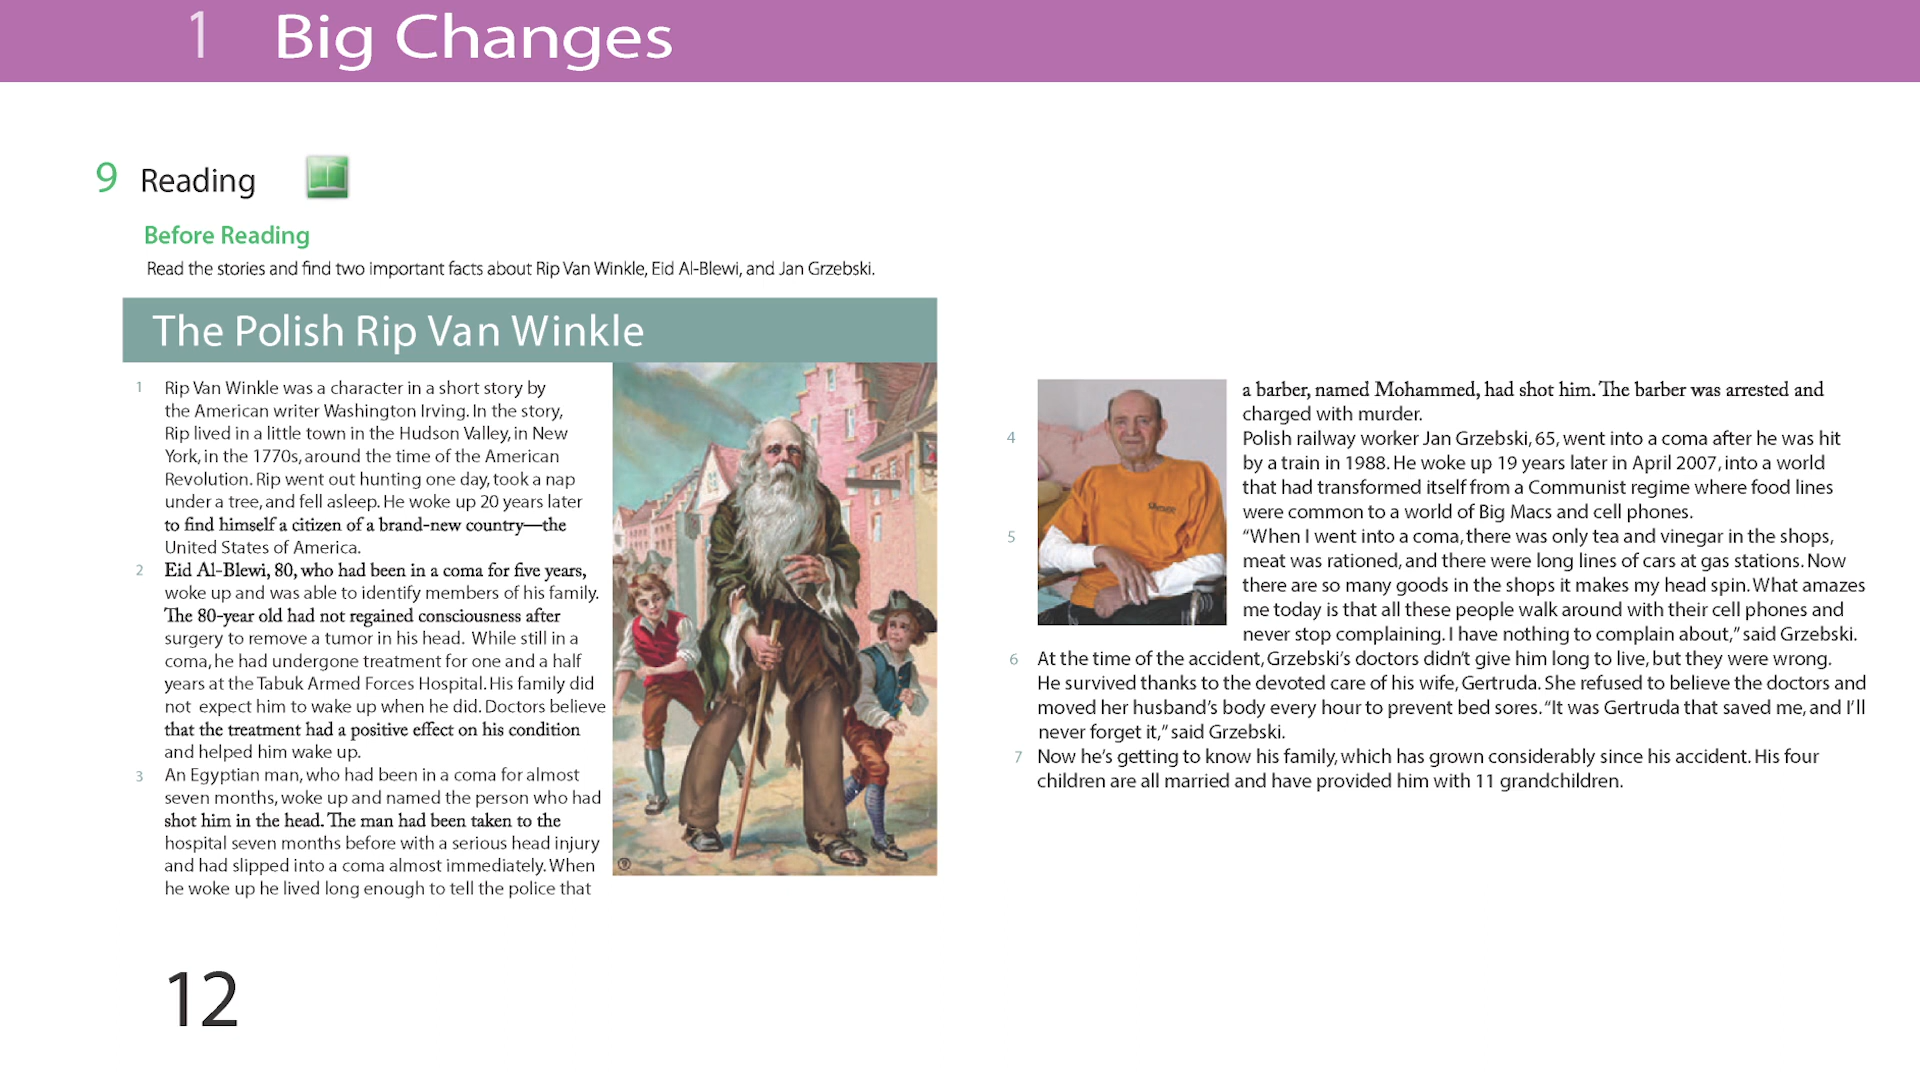 1 Big Changes
9 Reading
Before Reading
Read the stories and find two important facts about Rip Van Winkle, Eid Al-Blewi, and Jan Grzebski.
The Polish Rip Van Winkle
1 Rip Van Winkle was a character in a short story by
the American writer Washington Irving. In the story,
Rip lived in a little town in the Hudson Valley, in New
York, in the 1770s, around the time of the American
Revolution. Rip went out hunting one day, took a nap
under a tree, and fell asleep. He woke up 20 years later
to find himself a citizen of a brand-new country—the
United States of America.
2 Eid Al-Blewi, 80, who had been in a coma for five years,
woke up and was able to identify members of his family.
The 80-year old had not regained consciousness after
surgery to remove a tumor in his head. While still in a
coma, he had undergone treatment for one and a half
years at the Tabuk Armed Forces Hospital. His family did
not expect him to wake up when he did. Doctors believe
that the treatment had a positive effect on his condition
and helped him wake up.
3 An Egyptian man, who had been in a coma for almost
seven months, woke up and named the person who had
shot him in the head. The man had been taken to the
hospital seven months before with a serious head injury
and had slipped into a coma almost immediately. When
he woke up he lived long enough to tell the police that
a barber, named Mohammed, had shot him. The barber was arrested and
charged with murder.
4 Polish railway worker Jan Grzebski, 65, went into a coma after he was hit
by a train in 1988. He woke up 19 years later in April 2007, into a world
that had transformed itself from a Communist regime where food lines
were common to a world of Big Macs and cell phones.
5 “When I went into a coma, there was only tea and vinegar in the shops,
meat was rationed, and there were long lines of cars at gas stations. Now
there are so many goods in the shops it makes my head spin. What amazes
me today is that all these people walk around with their cell phones and
never stop complaining. I have nothing to complain about,” said Grzebski.
6 At the time of the accident, Grzebski’s doctors didn’t give him long to live, but they were wrong.
He survived thanks to the devoted care of his wife, Gertruda. She refused to believe the doctors and
moved her husband’s body every hour to prevent bed sores. “It was Gertruda that saved me, and I’ll
never forget it,” said Grzebski.
7 Now he’s getting to know his family, which has grown considerably since his accident. His four
children are all married and have provided him with 11 grandchildren.
12